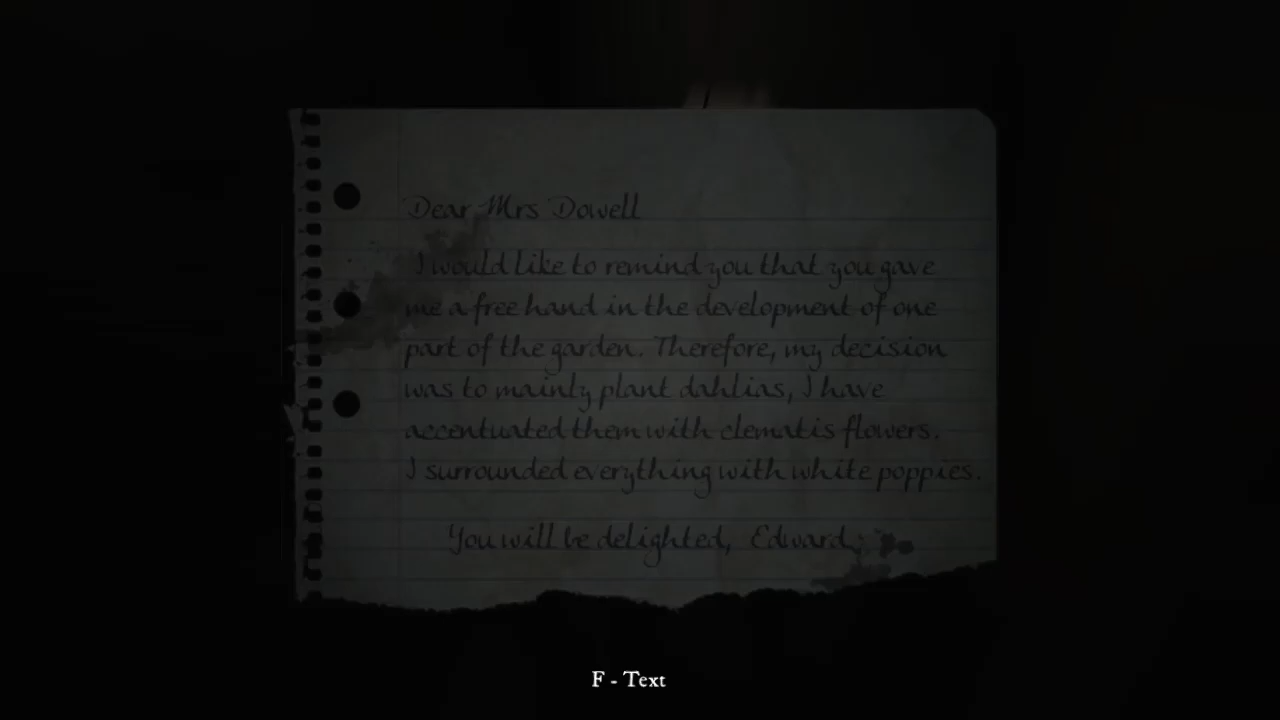 Dear Mrs Dowell
I would like to remind you that you gave
me a free hand in the development of one
part of the garden. Therefore, my decision
was to mainly plant dahlias, I have
accentuated them with clematis flowers.
I surrounded everything with white poppies.
You will be delighted, Edward.
F - Text